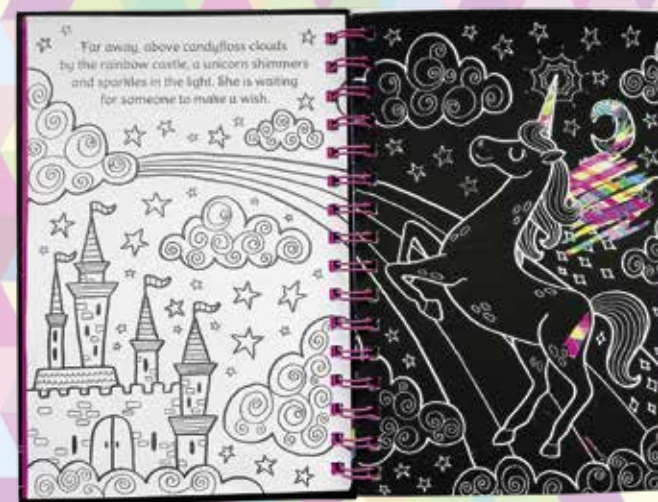 Far away, above candyfloss clouds
by the rainbow castle, a unicorn shimmers
and sparkles in the light. She is waiting
for someone to make a wish.